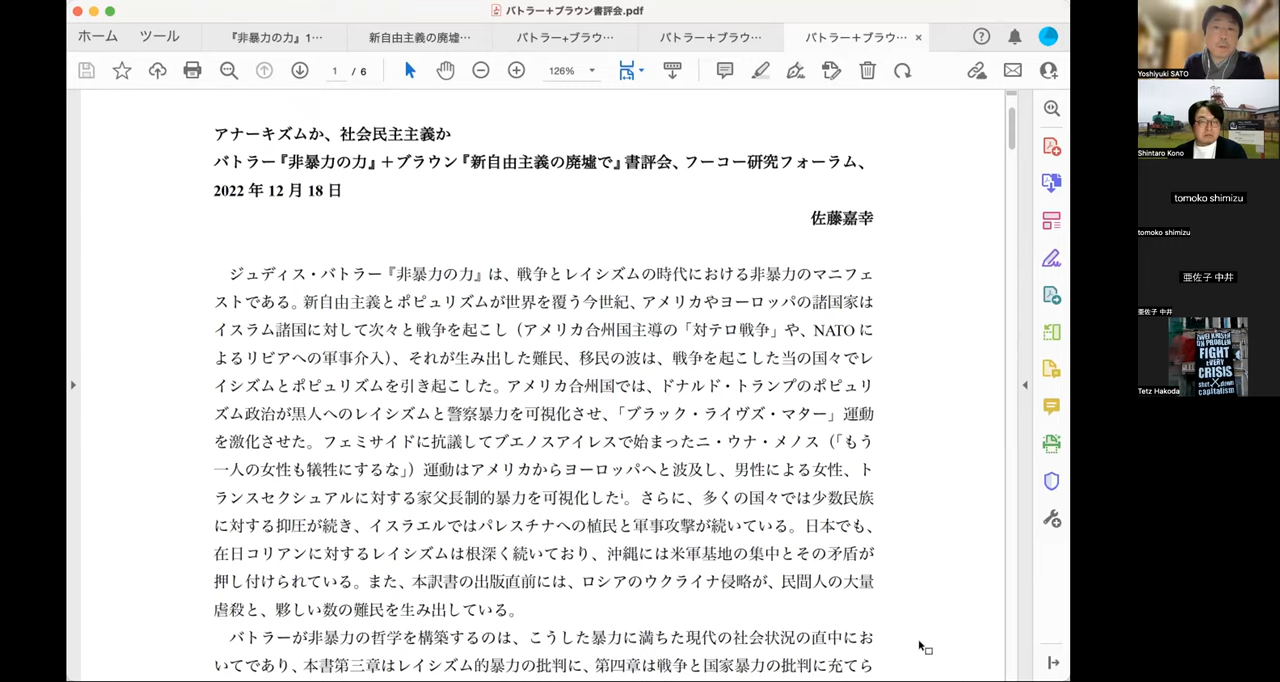 バトラー＋ブラウン書評会.pdf
ホーム
ツール
『非暴力の力』1…
新自由主義の廃墟…
バトラー+ブラウ…
バトラー＋ブラウ…
バトラー＋ブラウ… ×
1 / 6
126%
アナーキズムか、社会民主主義か
バトラー『非暴力の力』＋ブラウン『新自由主義の廃墟で』書評会、フーコー研究フォーラム、
2022 年 12 月 18 日
佐藤嘉幸
ジュディス・バトラー『非暴力の力』は、戦争とレイシズムの時代における非暴力のマニフェ
ストである。新自由主義とポピュリズムが世界を覆う今世紀、アメリカやヨーロッパの諸国家は
イスラム諸国に対して次々と戦争を起こし（アメリカ合州国主導の「対テロ戦争」や、NATO に
よるリビアへの軍事介入）、それが生み出した難民、移民の波は、戦争を起こした当の国々でレ
イシズムとポピュリズムを引き起こした。アメリカ合州国では、ドナルド・トランプのポピュリ
ズム政治が黒人へのレイシズムと警察暴力を可視化させ、「ブラック・ライヴズ・マター」運動
を激化させた。フェミサイドに抗議してブエノスアイレスで始まったニ・ウナ・メノス（「もう
一人の女性も犠牲にするな」）運動はアメリカからヨーロッパへと波及し、男性による女性、ト
ランスセクシュアルに対する家父長制的暴力を可視化したⁱ。さらに、多くの国々では少数民族
に対する抑圧が続き、イスラエルではパレスチナへの植民と軍事攻撃が続いている。日本でも、
在日コリアンに対するレイシズムは根深く続いており、沖縄には米軍基地の集中とその矛盾が
押し付けられている。また、本訳書の出版直前には、ロシアのウクライナ侵略が、民間人の大量
虐殺と、夥しい数の難民を生み出している。
バトラーが非暴力の哲学を構築するのは、こうした暴力に満ちた現代の社会状況の直中にお
いてであり、本書第三章はレイシズム的暴力の批判に、第四章は戦争と国家暴力の批判に充てら
Yoshiyuki SATO
Shintaro Kono
tomoko shimizu
tomoko shimizu
亜佐子 中井
亜佐子 中井
FIGHT
EVERY
CRISIS
shut down
capitalism
Tetz Hakoda